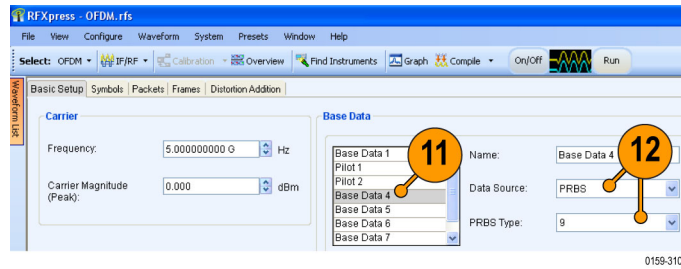 RFXpress - OFDM.rfs
File View Configure Waveform System Presets Window Help
Select: OFDM IF/RF Calibration Overview Find Instruments Graph Compile On/Off Run
Waveform List
Basic Setup Symbols Packets Frames Distortion Addition
Carrier
Frequency: 5.000000000 G Hz
Carrier Magnitude (Peak): 0.000 dBm
Base Data
Base Data 1
Pilot 1
Pilot 2
Base Data 4
Base Data 5
Base Data 6
Base Data 7
11
Name: Base Data 4
12
Data Source: PRBS
PRBS Type: 9
0159-310